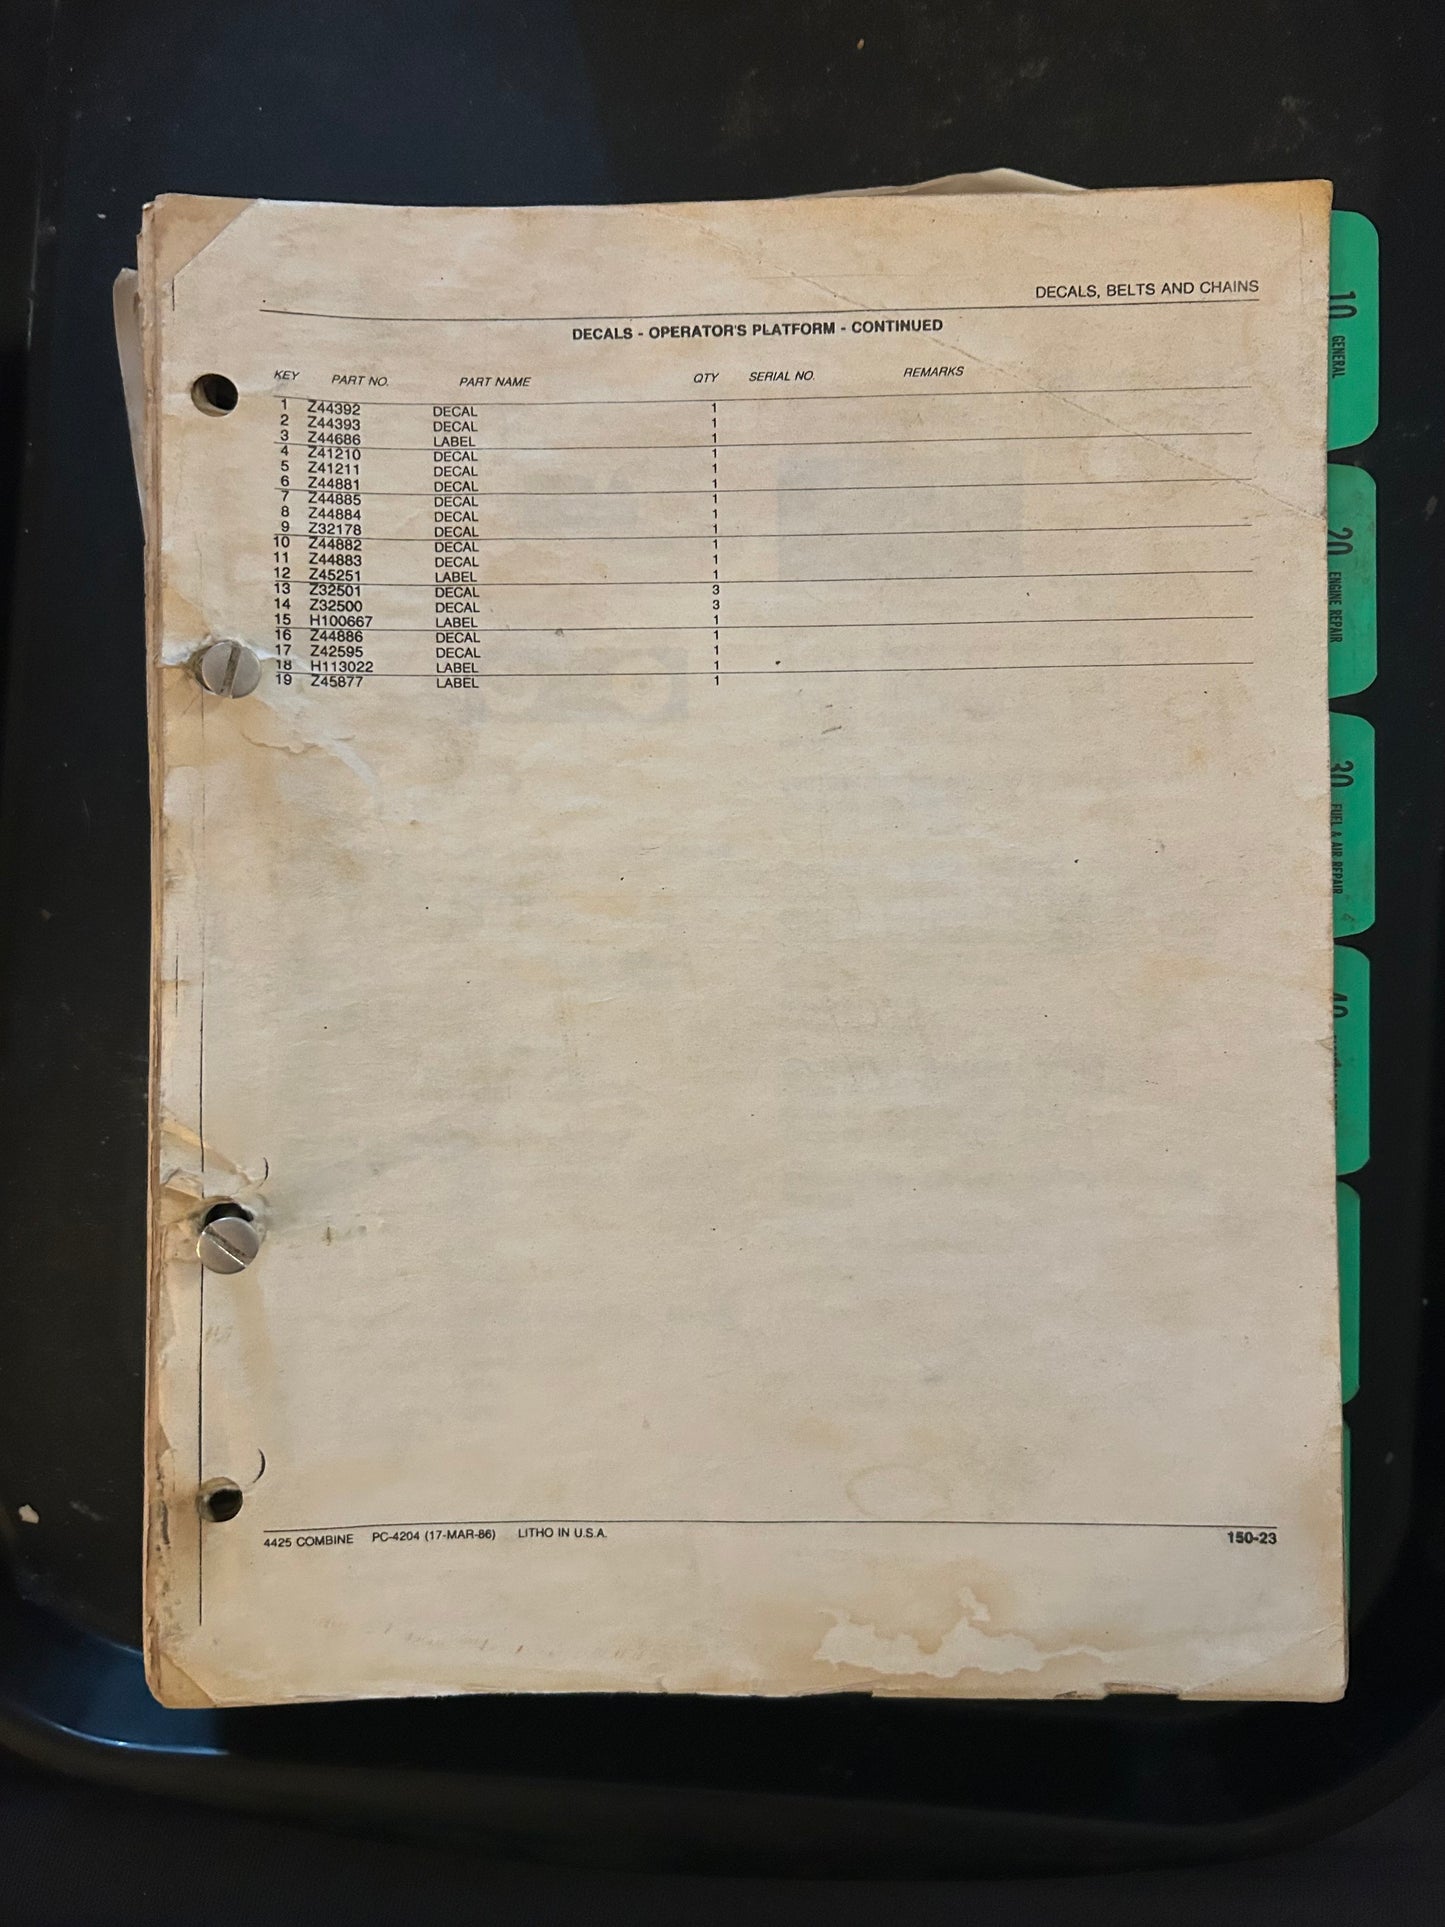 DECALS, BELTS AND CHAINS
DECALS - OPERATOR'S PLATFORM - CONTINUED
KEY PART NO. PART NAME QTY SERIAL NO. REMARKS
1 Z44392 DECAL 1
2 Z44393 DECAL 1
3 Z44686 LABEL 1
4 Z41210 DECAL 1
5 Z41211 DECAL 1
6 Z44881 DECAL 1
7 Z44885 DECAL 1
8 Z44884 DECAL 1
9 Z32178 DECAL 1
10 Z44882 DECAL 1
11 Z44883 DECAL 1
12 Z45251 LABEL 1
13 Z32501 DECAL 3
14 Z32500 DECAL 3
15 H100667 LABEL 1
16 Z44886 DECAL 1
17 Z42595 DECAL 1
18 H113022 LABEL 1
19 Z45877 LABEL 1
4425 COMBINE PC-4204 (17-MAR-86) LITHO IN U.S.A. 150-23
10 GENERAL
20 ENGINE REPAIR
30 FUEL & AIR REPAIR
40